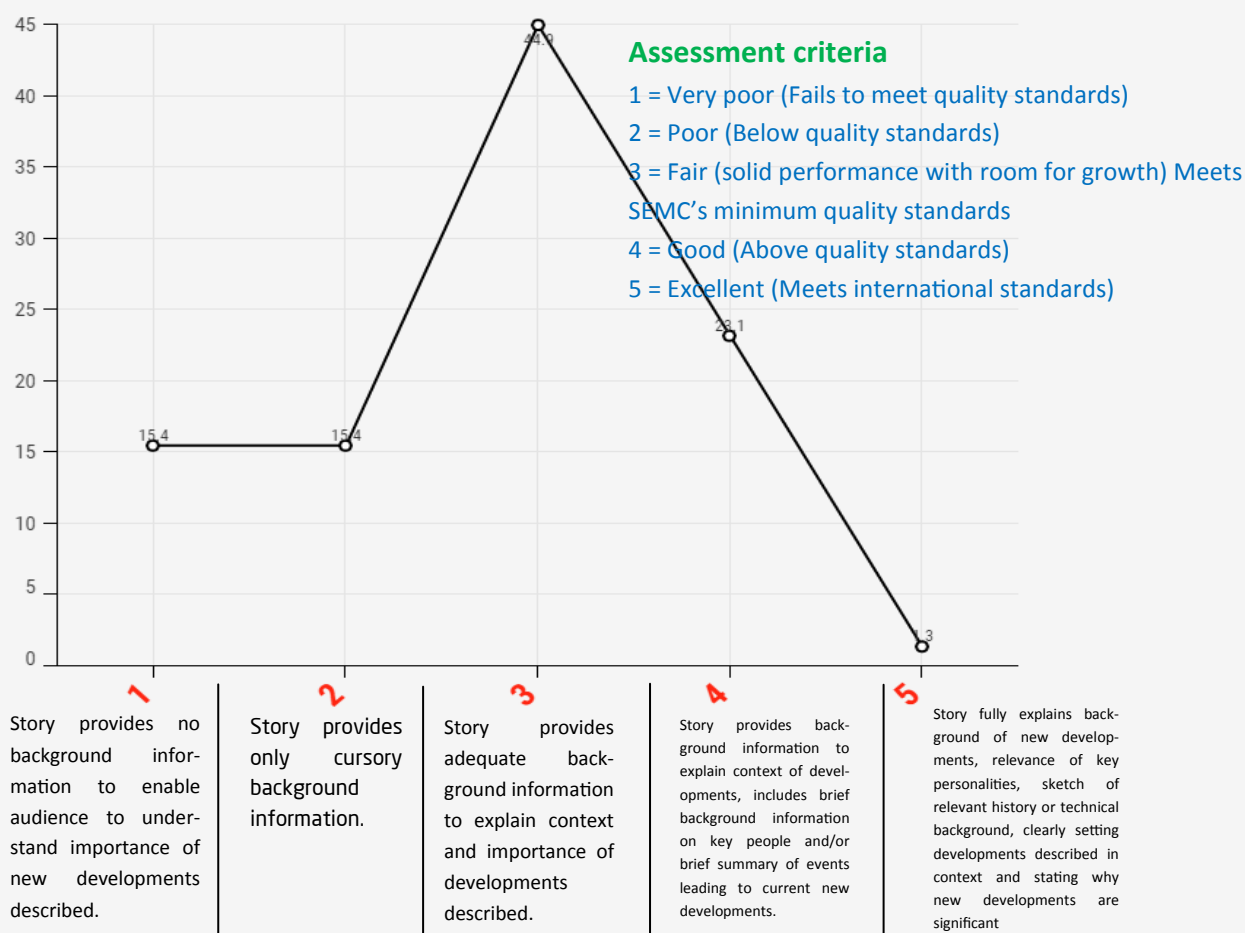 45
44.9
Assessment criteria
40
1 = Very poor (Fails to meet quality standards)
2 = Poor (Below quality standards)
35
3 = Fair (solid performance with room for growth) Meets
SEMC’s minimum quality standards
30
4 = Good (Above quality standards)
5 = Excellent (Meets international standards)
25
23.1
20
15
15.4
15.4
10
5
1.3
0
1
2
3
4
5
Story provides no
background infor-
mation to enable
audience to under-
stand importance of
new developments
described.
Story provides
only cursory
background
information.
Story provides
adequate back-
ground information
to explain context
and importance of
developments
described.
Story provides back-
ground information to
explain context of devel-
opments, includes brief
background information
on key people and/or
brief summary of events
leading to current new
developments.
Story fully explains back-
ground of new develop-
ments, relevance of key
personalities, sketch of
relevant history or technical
background, clearly setting
developments described in
context and stating why
new developments are
significant